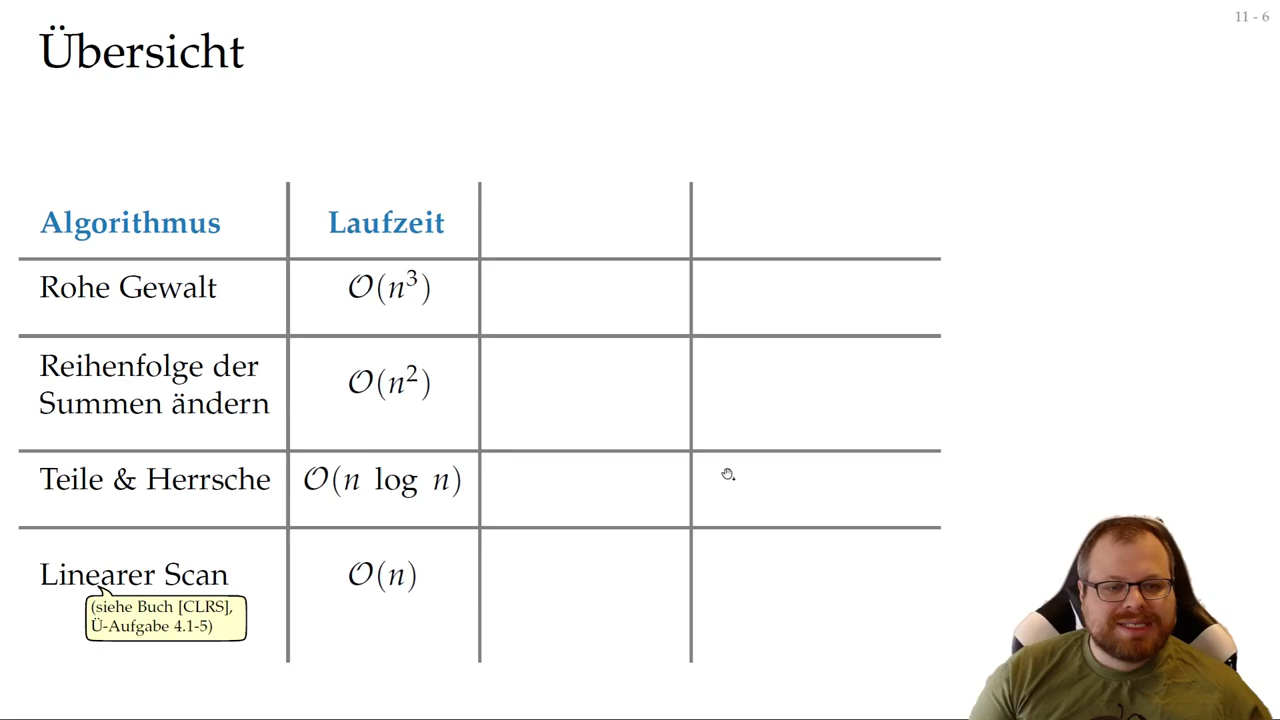 11 - 6
Übersicht
Algorithmus Laufzeit
Rohe Gewalt 𝒪(n³)
Reihenfolge der
Summen ändern 𝒪(n²)
Teile & Herrsche 𝒪(n log n)
Linearer Scan 𝒪(n)
(siehe Buch [CLRS],
Ü-Aufgabe 4.1-5)